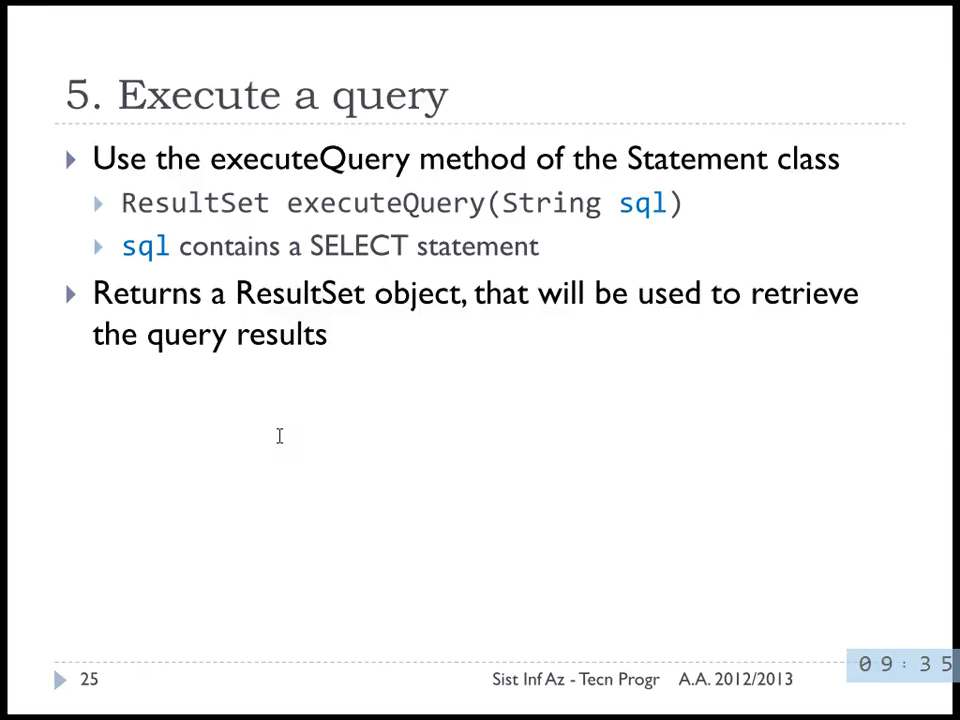 5. Execute a query
Use the executeQuery method of the Statement class
ResultSet executeQuery(String sql)
sql contains a SELECT statement
Returns a ResultSet object, that will be used to retrieve
the query results
25
Sist Inf Az - Tecn Progr
A.A. 2012/2013
09:35